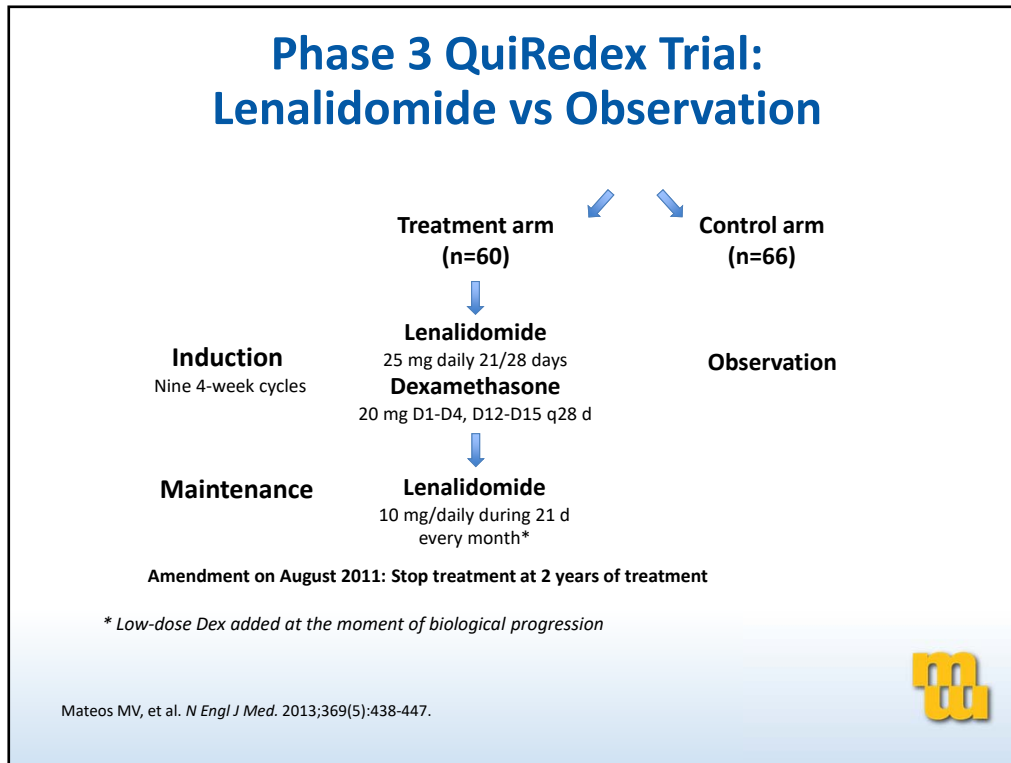 Phase 3 QuiRedex Trial:
Lenalidomide vs Observation
Treatment arm
(n=60)
Control arm
(n=66)
Induction
Nine 4-week cycles
Lenalidomide
25 mg daily 21/28 days
Dexamethasone
20 mg D1-D4, D12-D15 q28 d
Observation
Maintenance
Lenalidomide
10 mg/daily during 21 d
every month*
Amendment on August 2011: Stop treatment at 2 years of treatment
* Low-dose Dex added at the moment of biological progression
Mateos MV, et al. N Engl J Med. 2013;369(5):438-447.
mw